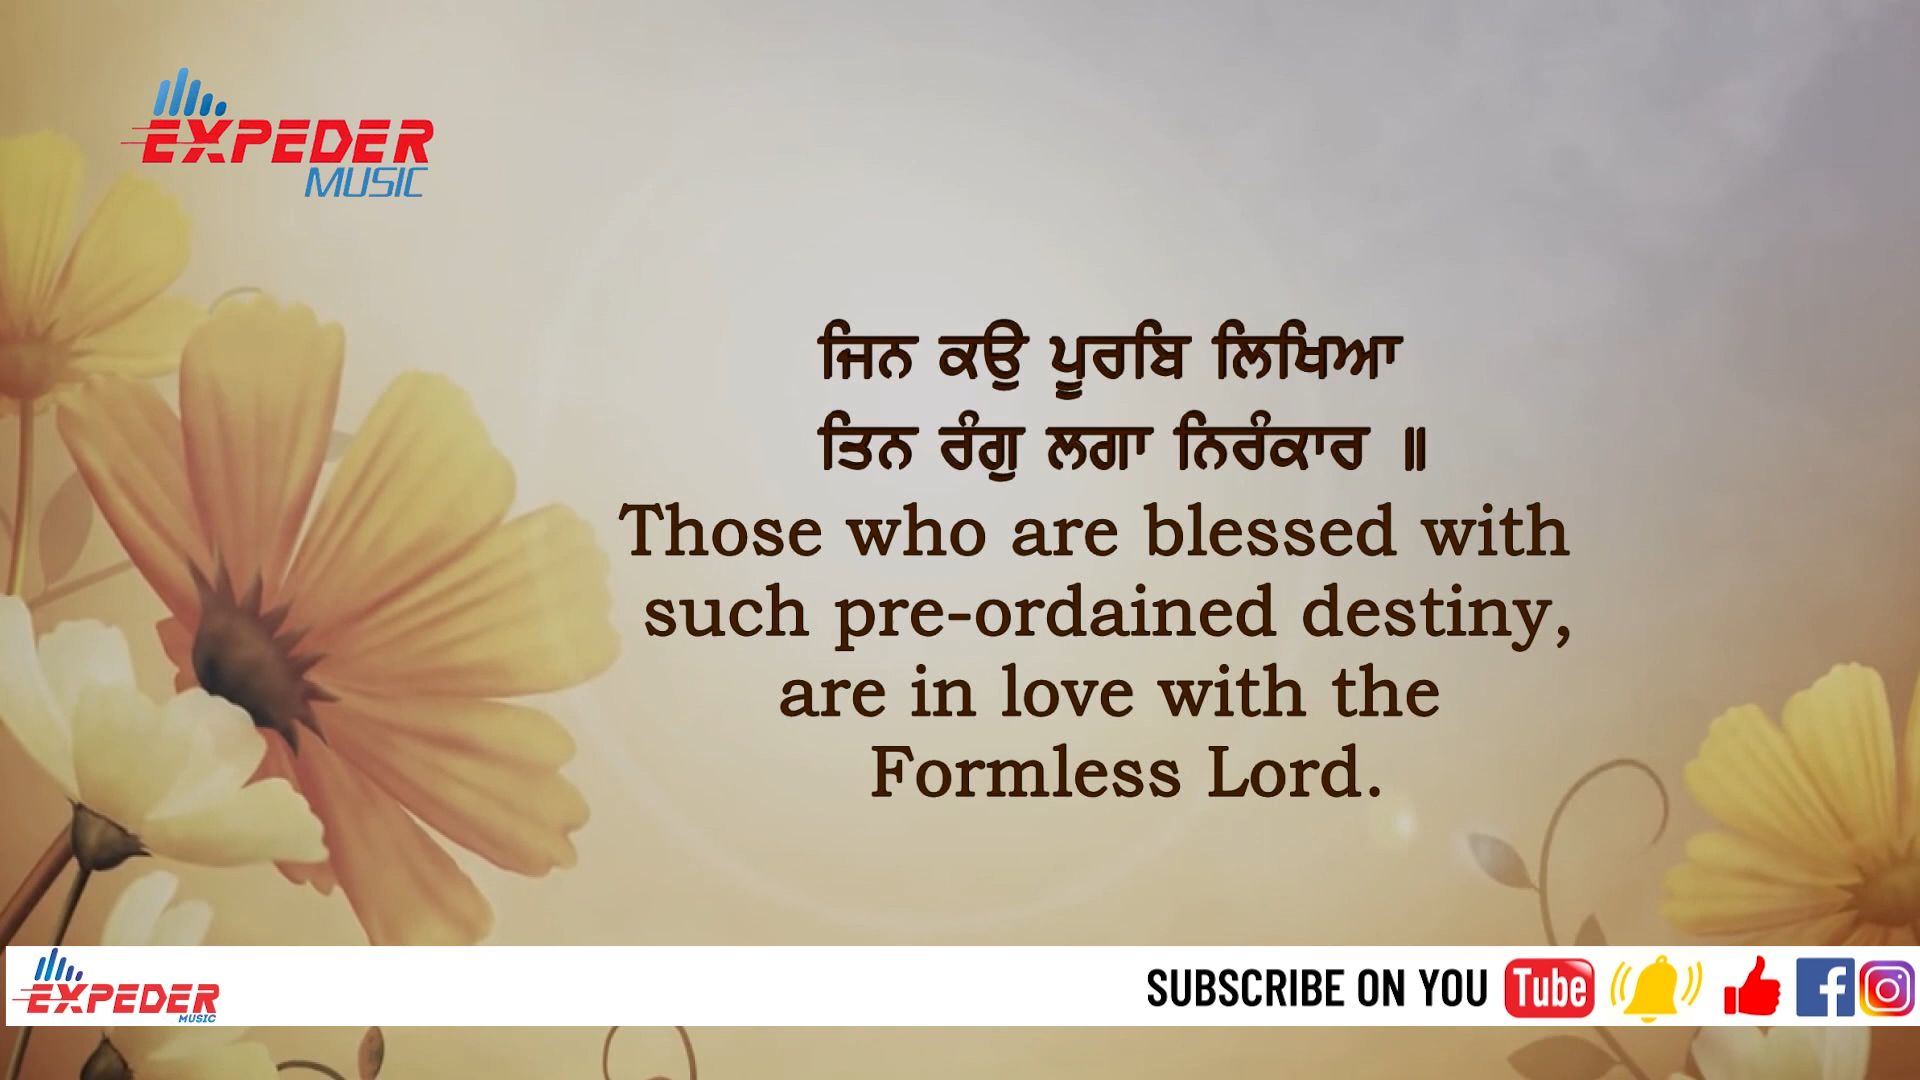 EXPEDER
MUSIC
ਜਿਨ ਕਉ ਪੂਰਬਿ ਲਿਖਿਆ
ਤਿਨ ਰੰਗੁ ਲਗਾ ਨਿਰੰਕਾਰ ॥
Those who are blessed with
such pre-ordained destiny,
are in love with the
Formless Lord.
EXPEDER
MUSIC
SUBSCRIBE ON YOU Tube